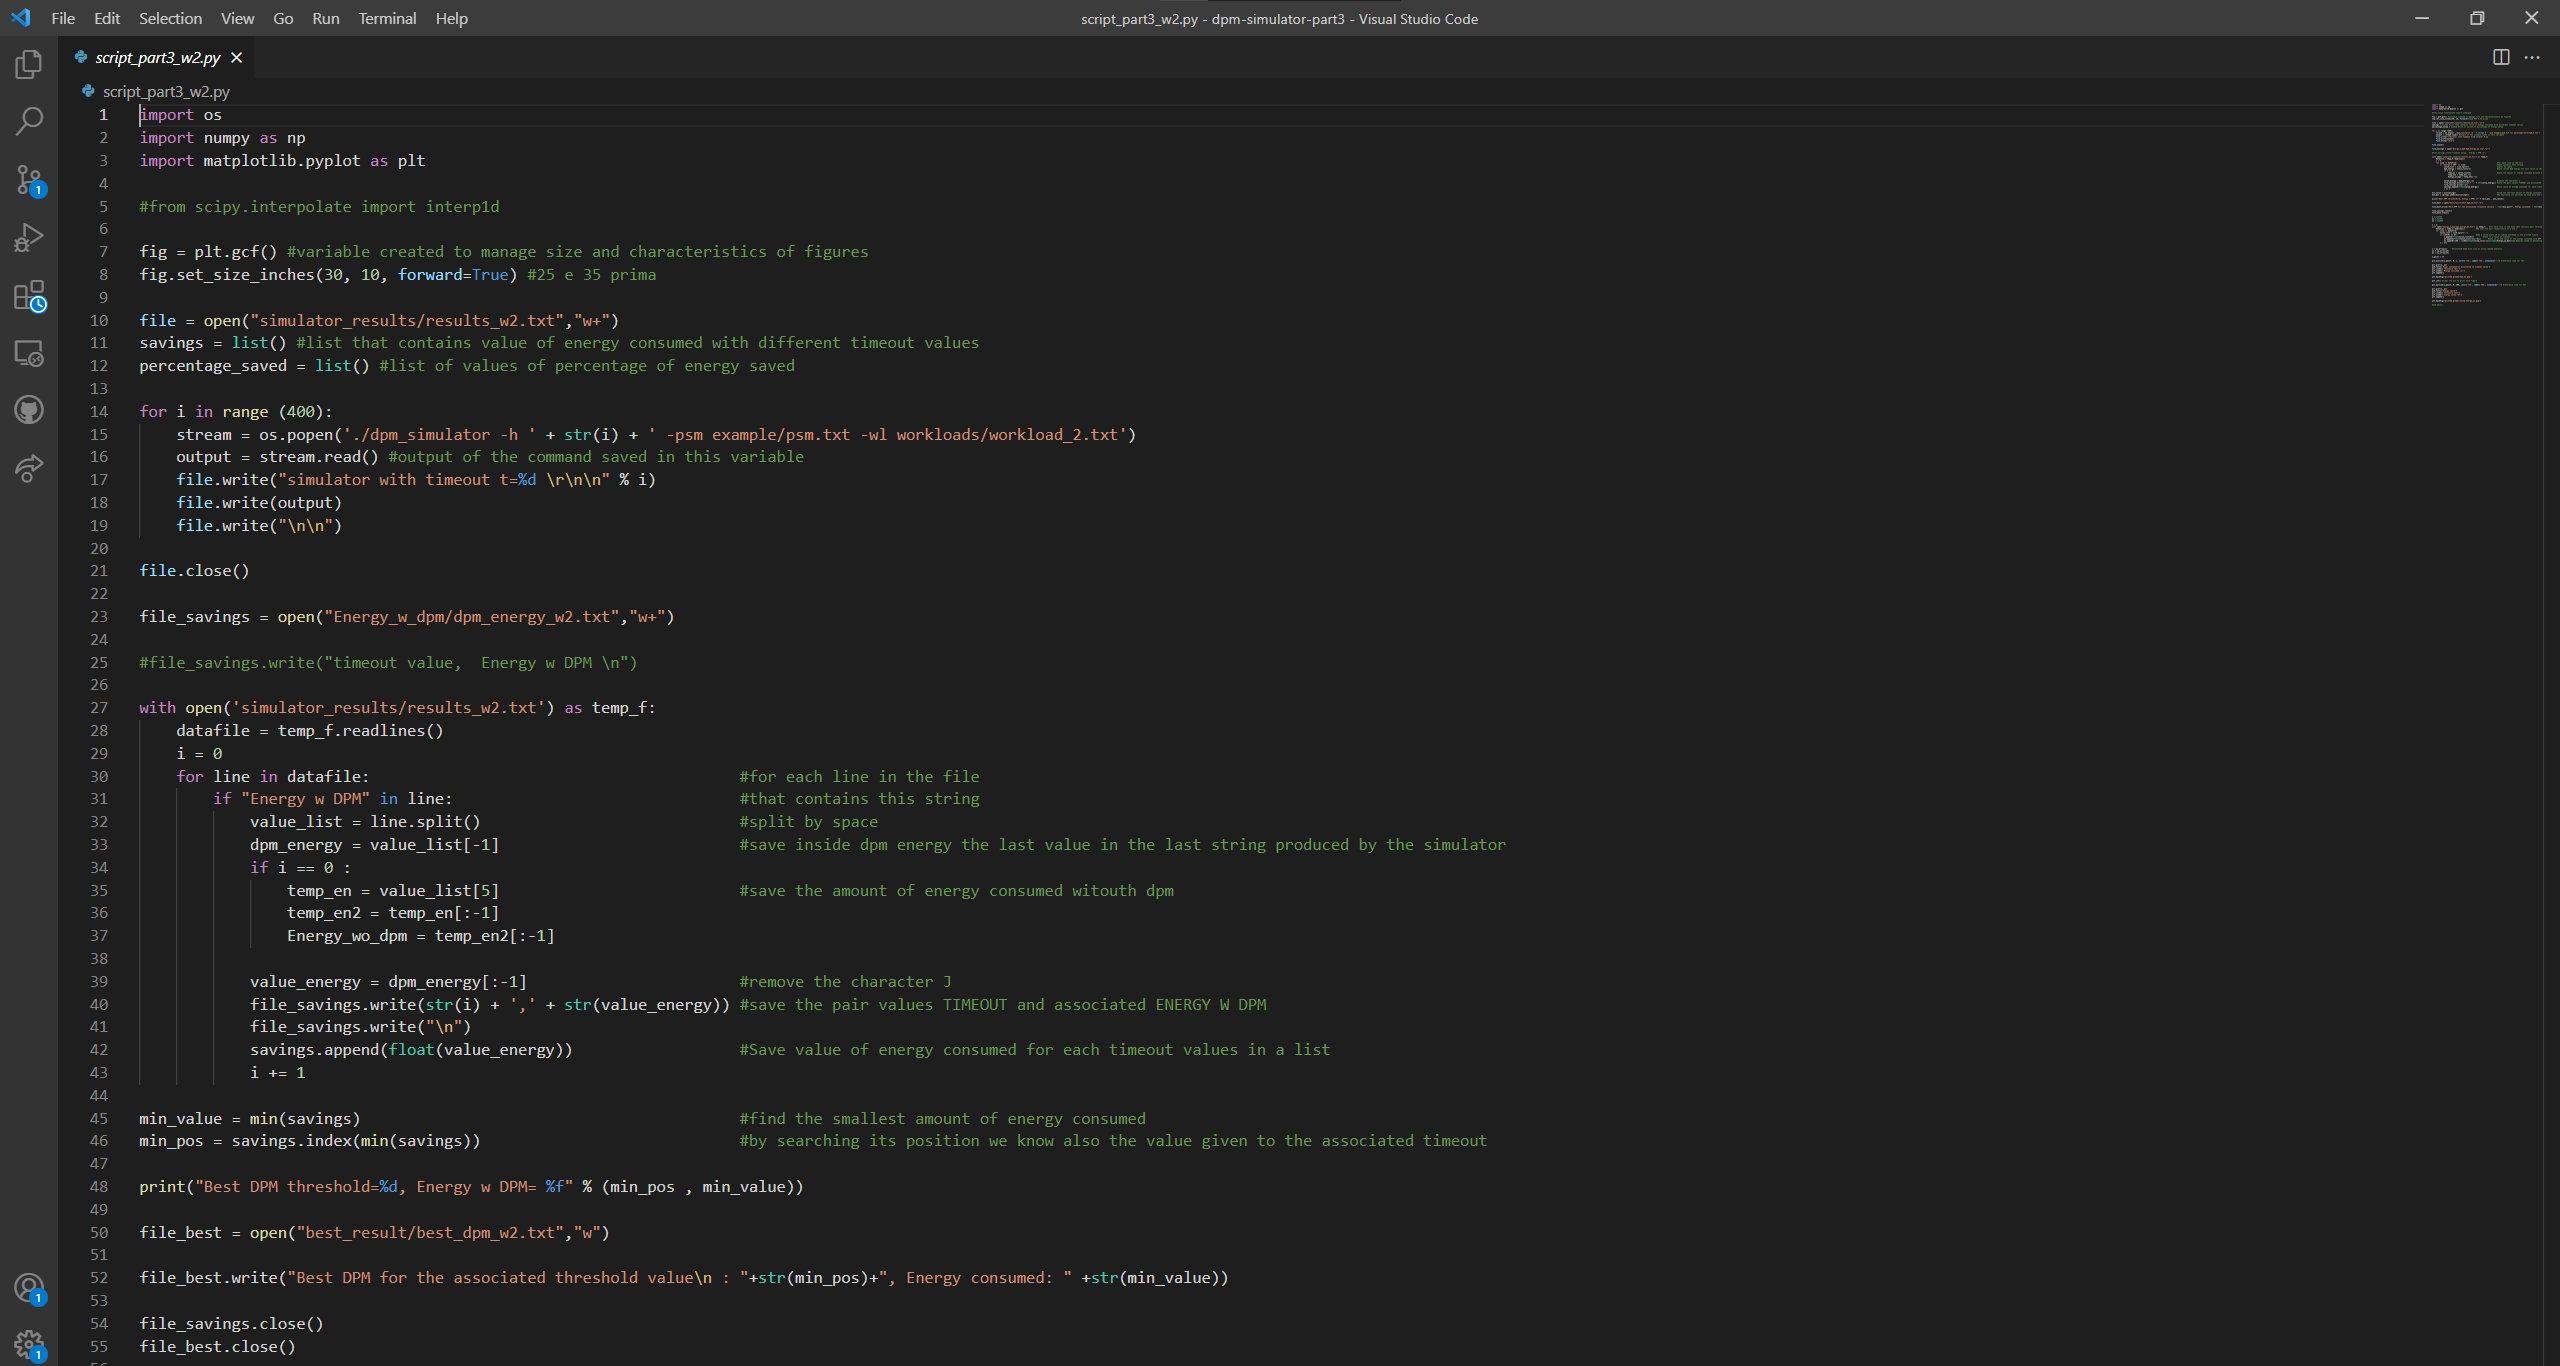 File Edit Selection View Go Run Terminal Help
script_part3_w2.py - dpm-simulator-part3 - Visual Studio Code
script_part3_w2.py
script_part3_w2.py
1 import os
2 import numpy as np
3 import matplotlib.pyplot as plt
4
5 #from scipy.interpolate import interp1d
6
7 fig = plt.gcf() #variable created to manage size and characteristics of figures
8 fig.set_size_inches(30, 10, forward=True) #25 e 35 prima
9
10 file = open("simulator_results/results_w2.txt","w+")
11 savings = list() #list that contains value of energy consumed with different timeout values
12 percentage_saved = list() #list of values of percentage of energy saved
13
14 for i in range (400):
15     stream = os.popen('./dpm_simulator -h ' + str(i) + ' -psm example/psm.txt -wl workloads/workload_2.txt')
16     output = stream.read() #output of the command saved in this variable
17     file.write("simulator with timeout t=%d \r\n\n" % i)
18     file.write(output)
19     file.write("\n\n")
20
21 file.close()
22
23 file_savings = open("Energy_w_dpm/dpm_energy_w2.txt","w+")
24
25 #file_savings.write("timeout value,  Energy w DPM \n")
26
27 with open('simulator_results/results_w2.txt') as temp_f:
28     datafile = temp_f.readlines()
29     i = 0
30     for line in datafile: #for each line in the file
31         if "Energy w DPM" in line: #that contains this string
32             value_list = line.split() #split by space
33             dpm_energy = value_list[-1] #save inside dpm energy the last value in the last string produced by the simulator
34             if i == 0 :
35                 temp_en = value_list[5] #save the amount of energy consumed witouth dpm
36                 temp_en2 = temp_en[:-1]
37                 Energy_wo_dpm = temp_en2[:-1]
38
39             value_energy = dpm_energy[:-1] #remove the character J
40             file_savings.write(str(i) + ',' + str(value_energy)) #save the pair values TIMEOUT and associated ENERGY W DPM
41             file_savings.write("\n")
42             savings.append(float(value_energy)) #Save value of energy consumed for each timeout values in a list
43             i += 1
44
45 min_value = min(savings) #find the smallest amount of energy consumed
46 min_pos = savings.index(min(savings)) #by searching its position we know also the value given to the associated timeout
47
48 print("Best DPM threshold=%d, Energy w DPM= %f" % (min_pos , min_value))
49
50 file_best = open("best_result/best_dpm_w2.txt","w")
51
52 file_best.write("Best DPM for the associated threshold value\n : "+str(min_pos)+", Energy consumed: " +str(min_value))
53
54 file_savings.close()
55 file_best.close()
1
1
1